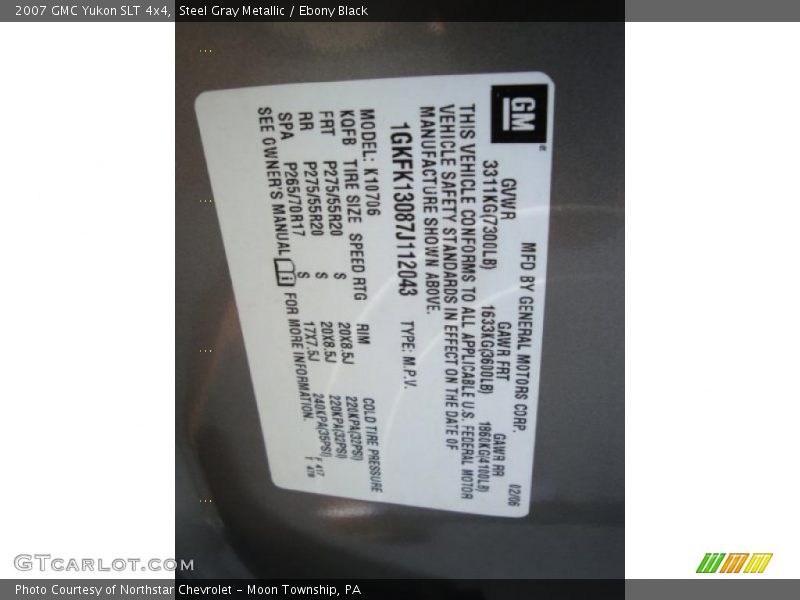 2007 GMC Yukon SLT 4x4, Steel Gray Metallic / Ebony Black
GM
MFD BY GENERAL MOTORS CORP. 02/06
GVWR GAWR FRT GAWR RR
3311KG(7300LB) 1633KG(3600LB) 1860KG(4100LB)
THIS VEHICLE CONFORMS TO ALL APPLICABLE U.S. FEDERAL MOTOR
VEHICLE SAFETY STANDARDS IN EFFECT ON THE DATE OF
MANUFACTURE SHOWN ABOVE.
1GKFK13087J112043 TYPE: M.P.V.
MODEL: K10706
KQFB TIRE SIZE SPEED RTG RIM COLD TIRE PRESSURE
FRT P275/55R20 S 20X8.5J 220KPA(32PSI)
RR P275/55R20 S 20X8.5J 220KPA(32PSI)
SPA P265/70R17 S 17X7.5J 240KPA(35PSI)
SEE OWNER'S MANUAL FOR MORE INFORMATION.
GTcarlot.com
Photo Courtesy of Northstar Chevrolet - Moon Township, PA